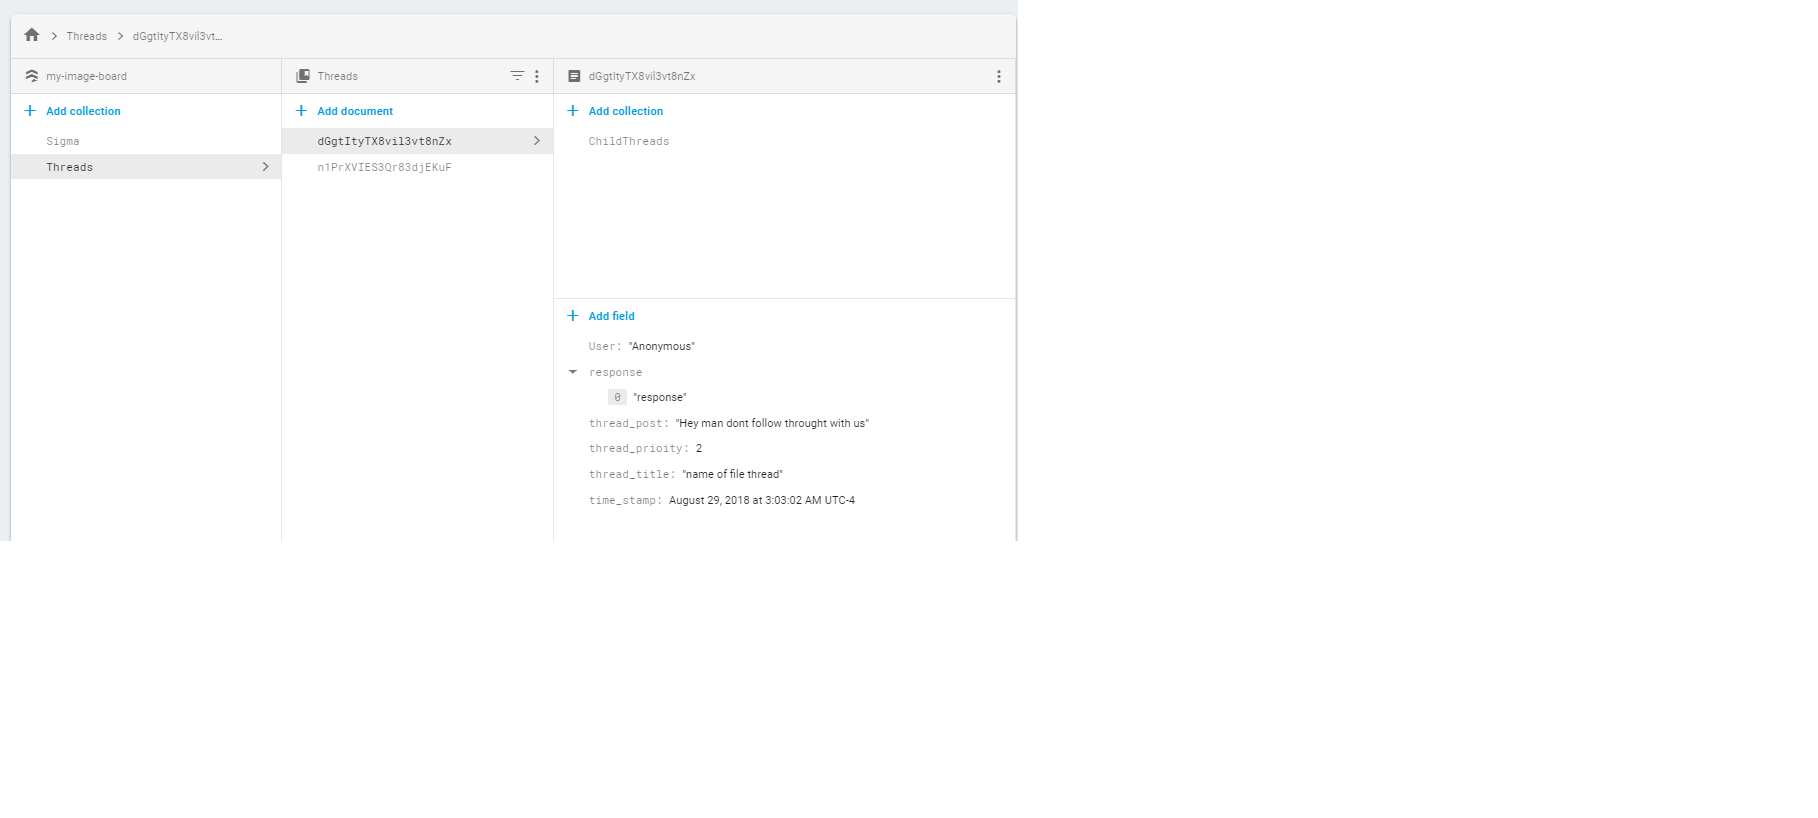 Threads
dGgtItyTX8vil3vt...
my-image-board
Threads
dGgtItyTX8vil3vt8nZx
Add collection
Add document
Add collection
Sigma
dGgtItyTX8vil3vt8nZx
ChildThreads
Threads
n1PrXVIES3Qr83djEKuF
Add field
User: "Anonymous"
response
0 "response"
thread_post: "Hey man dont follow throught with us"
thread_prioity: 2
thread_title: "name of file thread"
time_stamp: August 29, 2018 at 3:03:02 AM UTC-4